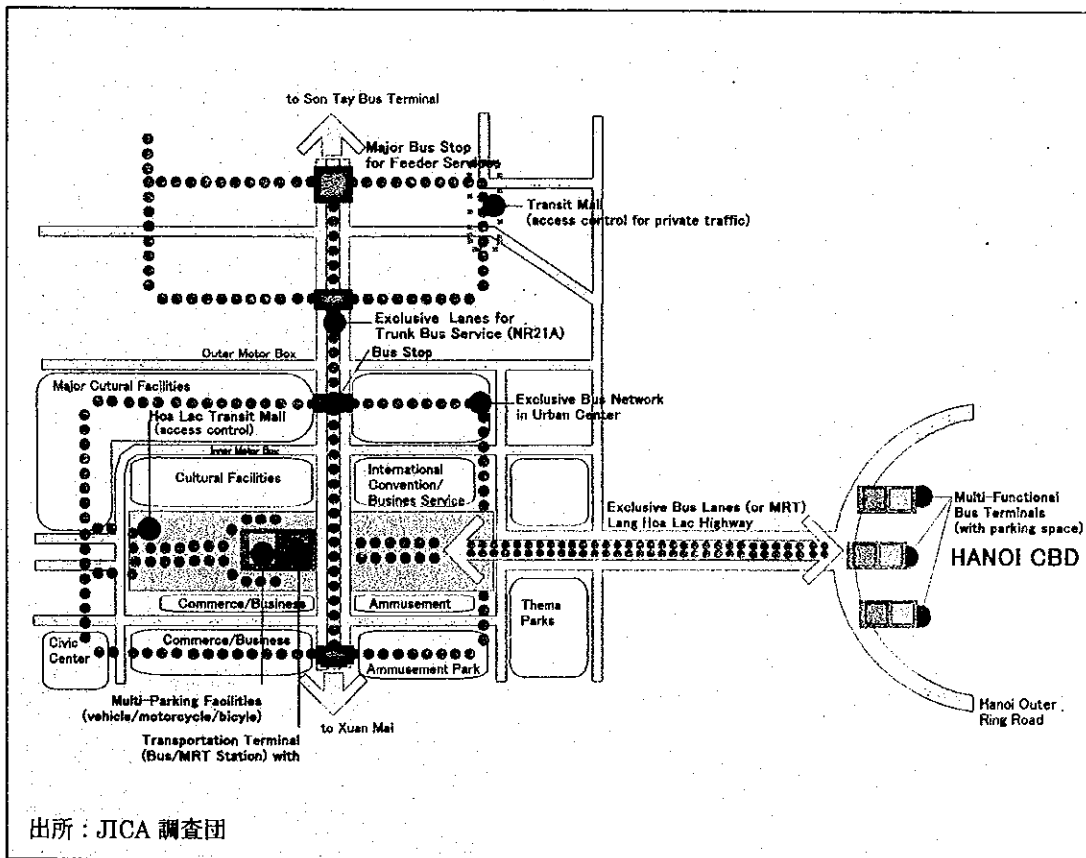 to Son Tay Bus Terminal
Major Bus Stop
for Feeder Services
Transit Mall
(access control for private traffic)
Exclusive Lanes for
Trunk Bus Service (NR21A)
Outer Motor Box
Bus Stop
Major Cutural Facilities
Hoa Lac Transit Mall
(access control)
Exclusive Bus Network
in Urban Center
Inner Motor Box
Cultural Facilities
International
Convention/
Busines Service
Exclusive Bus Lanes (or MRT)
Lang Hoa Lac Highway
Multi-Functional
Bus Terminals
(with parking space)
HANOI CBD
Commerce/Business
Ammusement
Thema
Parks
Civic
Center
Commerce/Business
Ammusement Park
Multi-Parking Facilities
(vehicle/motorcycle/bicyle)
to Xuan Mai
Transportation Terminal
(Bus/MRT Station) with
Hanoi Outer
Ring Road
出所：JICA 調査団